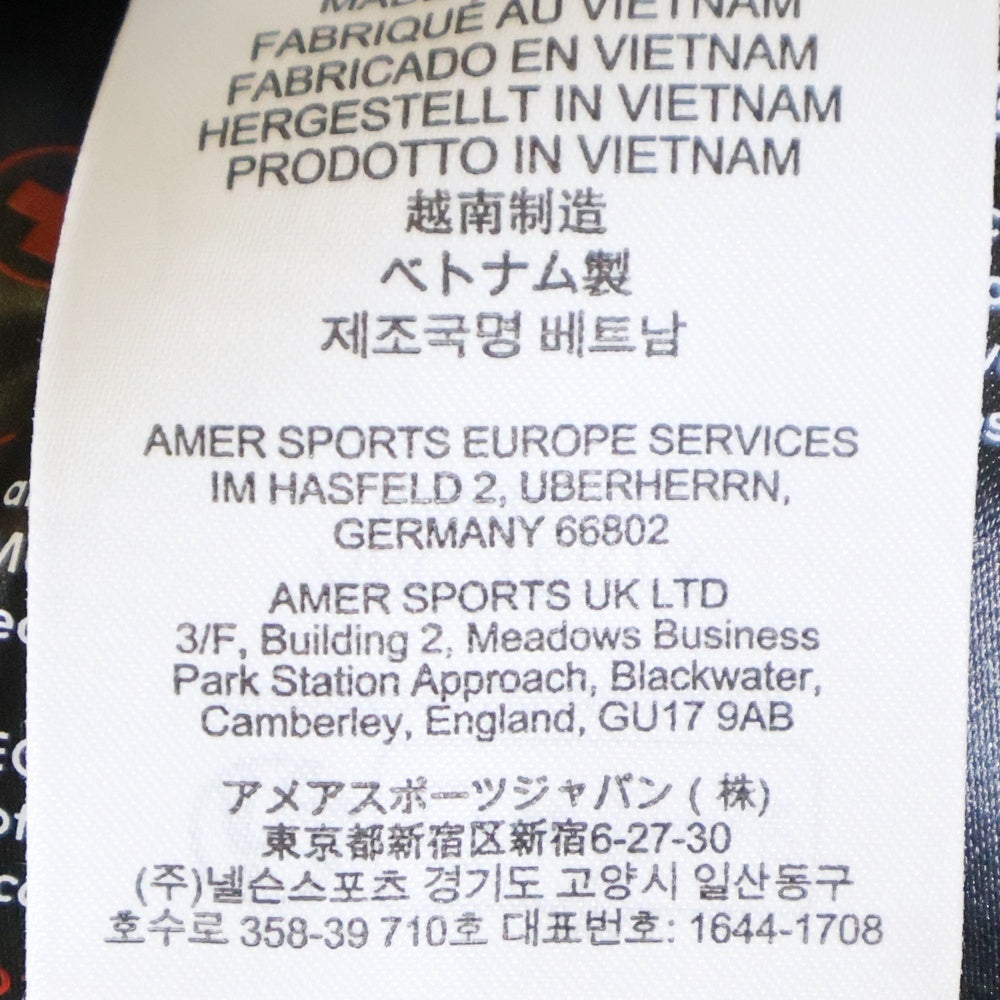 FABRIQUÉ AU VIETNAM
FABRICADO EN VIETNAM
HERGESTELLT IN VIETNAM
PRODOTTO IN VIETNAM
越南制造
ベトナム製
제조국명 베트남
AMER SPORTS EUROPE SERVICES
IM HASFELD 2, UBERHERRN,
GERMANY 66802
AMER SPORTS UK LTD
3/F, Building 2, Meadows Business
Park Station Approach, Blackwater,
Camberley, England, GU17 9AB
アメアスポーツジャパン ( 株)
東京都新宿区新宿6-27-30
(주)넬슨스포츠 경기도 고양시 일산동구
호수로 358-39 710호 대표번호: 1644-1708